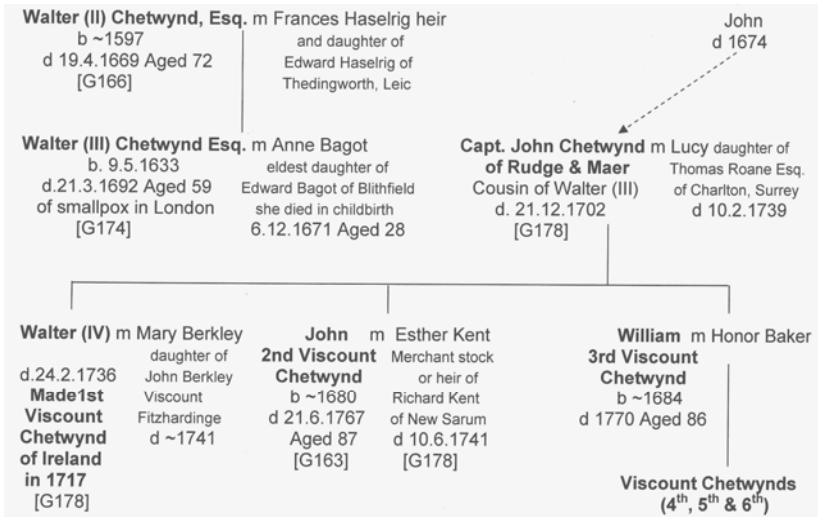 Walter (II) Chetwynd, Esq. m Frances Haselrig heir
b ~1597
and daughter of
d 19.4.1669 Aged 72
Edward Haselrig of
[G166]
Thedingworth, Leic
John
d 1674
Walter (III) Chetwynd Esq. m Anne Bagot
b. 9.5.1633
eldest daughter of
d.21.3.1692 Aged 59
Edward Bagot of Blithfield
of smallpox in London
she died in childbirth
[G174]
6.12.1671 Aged 28
Capt. John Chetwynd m Lucy daughter of
of Rudge & Maer
Thomas Roane Esq.
Cousin of Walter (III)
of Charlton, Surrey
d. 21.12.1702
d 10.2.1739
[G178]
Walter (IV) m Mary Berkley
daughter of
d.24.2.1736
John Berkley
Made1st
Viscount
Viscount
Fitzhardinge
Chetwynd
d ~1741
of Ireland
in 1717
[G178]
John m Esther Kent
2nd Viscount
Merchant stock
Chetwynd
or heir of
b ~1680
Richard Kent
d 21.6.1767
of New Sarum
Aged 87
d 10.6.1741
[G163]
[G178]
William m Honor Baker
3rd Viscount
Chetwynd
b ~1684
d 1770 Aged 86
Viscount Chetwynds
(4th, 5th & 6th)